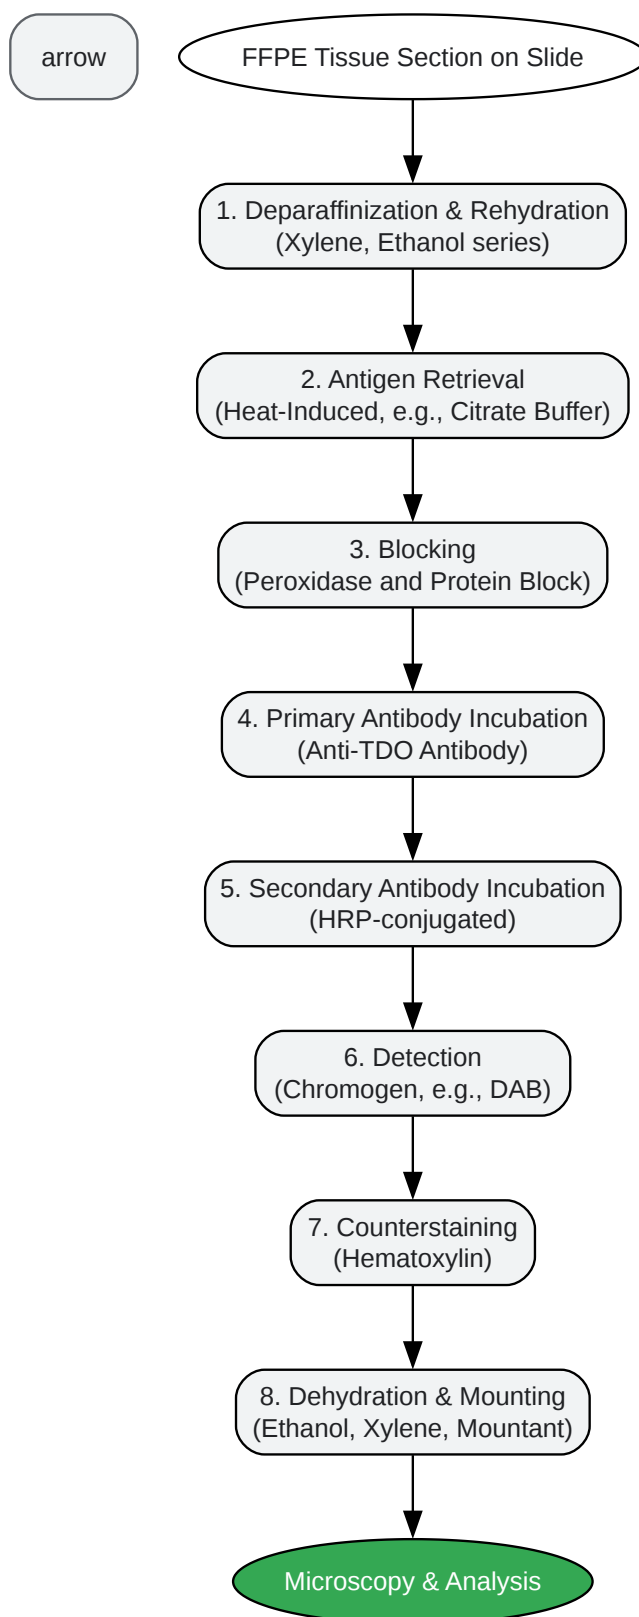 arrow
FFPE Tissue Section on Slide
1. Deparaffinization & Rehydration
(Xylene, Ethanol series)
2. Antigen Retrieval
(Heat-Induced, e.g., Citrate Buffer)
3. Blocking
(Peroxidase and Protein Block)
4. Primary Antibody Incubation
(Anti-TDO Antibody)
5. Secondary Antibody Incubation
(HRP-conjugated)
6. Detection
(Chromogen, e.g., DAB)
7. Counterstaining
(Hematoxylin)
8. Dehydration & Mounting
(Ethanol, Xylene, Mountant)
Microscopy & Analysis